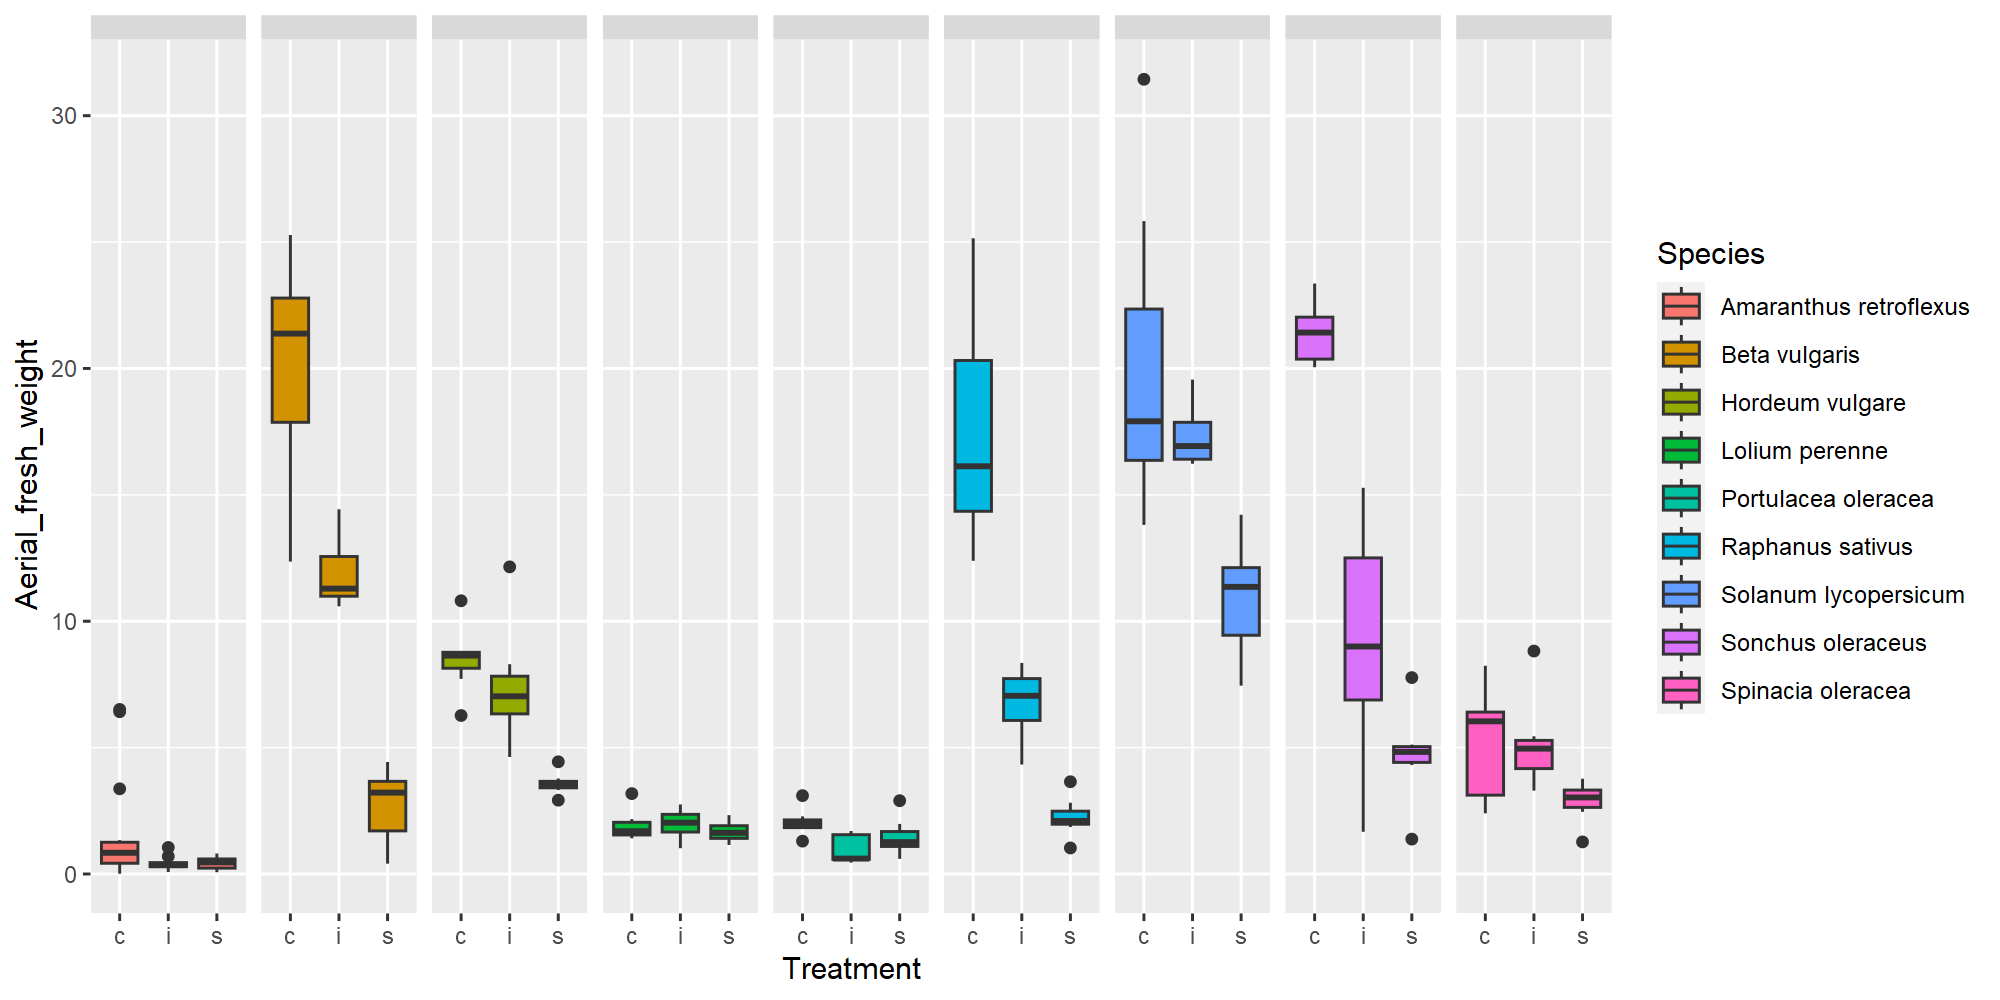 Aerial_fresh_weight
30
20
10
0
c i s c i s c i s c i s c i s c i s c i s c i s c i s
Treatment
Species
Amaranthus retroflexus
Beta vulgaris
Hordeum vulgare
Lolium perenne
Portulacea oleracea
Raphanus sativus
Solanum lycopersicum
Sonchus oleraceus
Spinacia oleracea